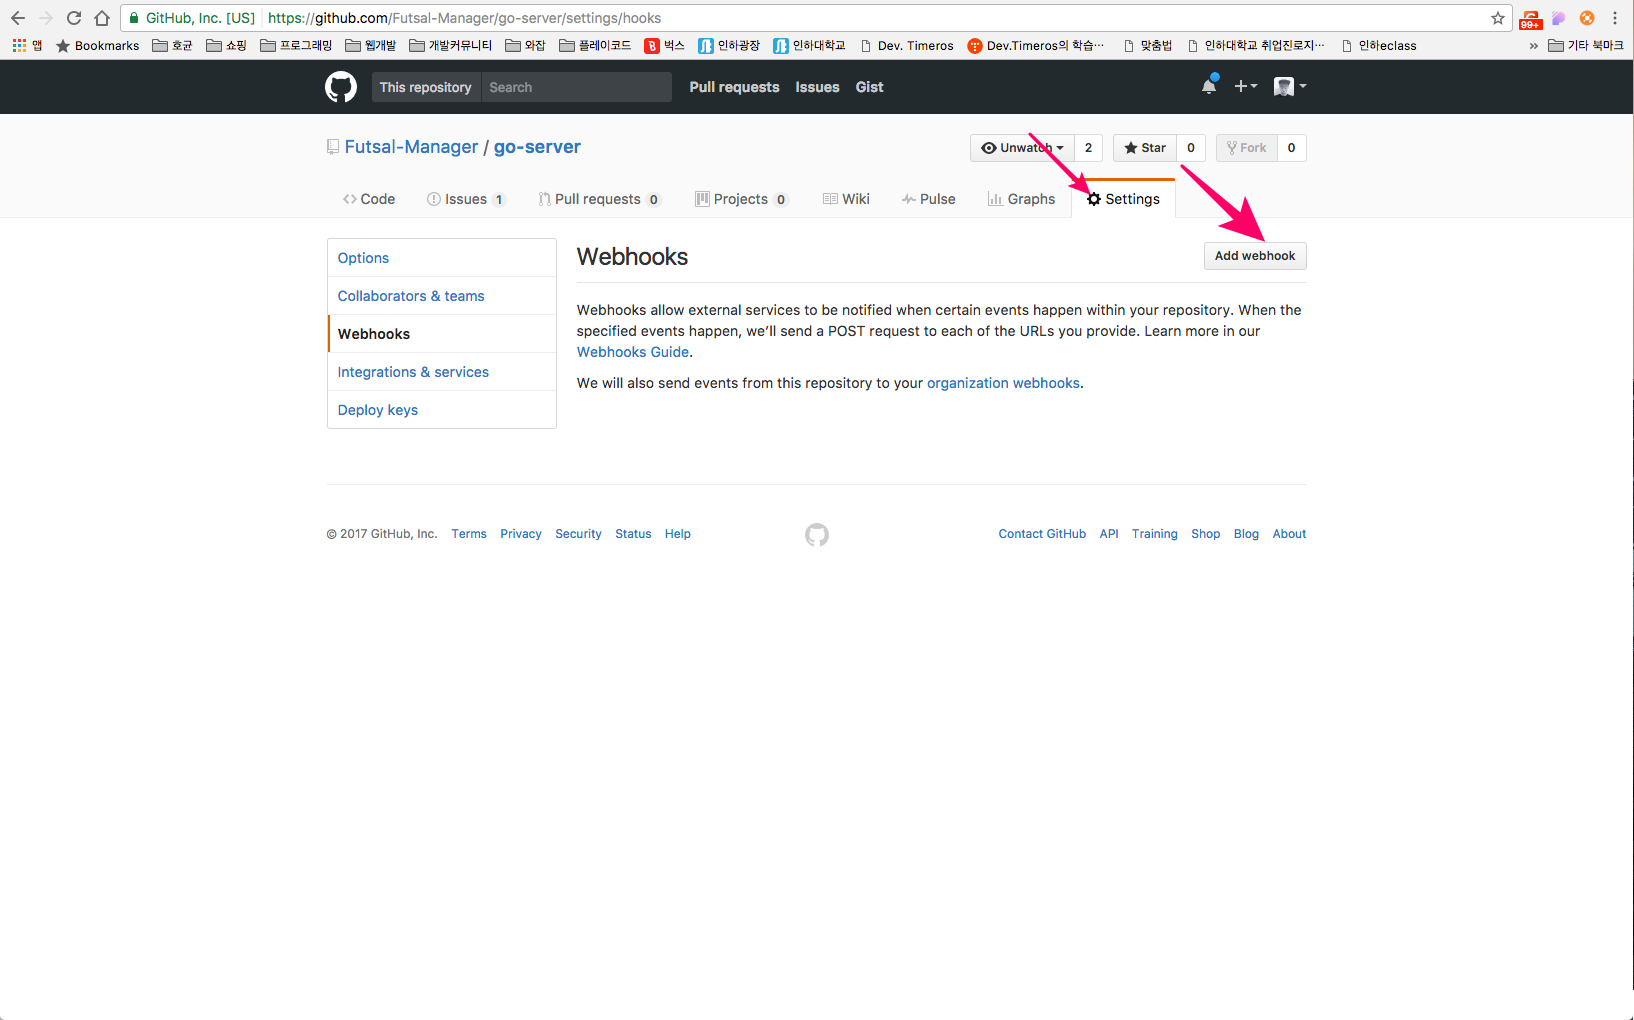 GitHub, Inc. [US] https://github.com/Futsal-Manager/go-server/settings/hooks
99+
앱 Bookmarks 호균 쇼핑 프로그래밍 웹개발 개발커뮤니티 와잡 플레이코드 B 벅스 인하광장 인하대학교 Dev. Timeros Dev.Timeros의 학습··· 맞춤법 인하대학교 취업진로지··· 인하eclass » 기타 북마크
This repository Search Pull requests Issues Gist
Futsal-Manager / go-server Unwatch 2 Star 0 Fork 0
Code Issues 1 Pull requests 0 Projects 0 Wiki Pulse Graphs Settings
Options
Collaborators & teams
Webhooks
Integrations & services
Deploy keys
Webhooks Add webhook
Webhooks allow external services to be notified when certain events happen within your repository. When the
specified events happen, we’ll send a POST request to each of the URLs you provide. Learn more in our
Webhooks Guide.
We will also send events from this repository to your organization webhooks.
© 2017 GitHub, Inc. Terms Privacy Security Status Help Contact GitHub API Training Shop Blog About